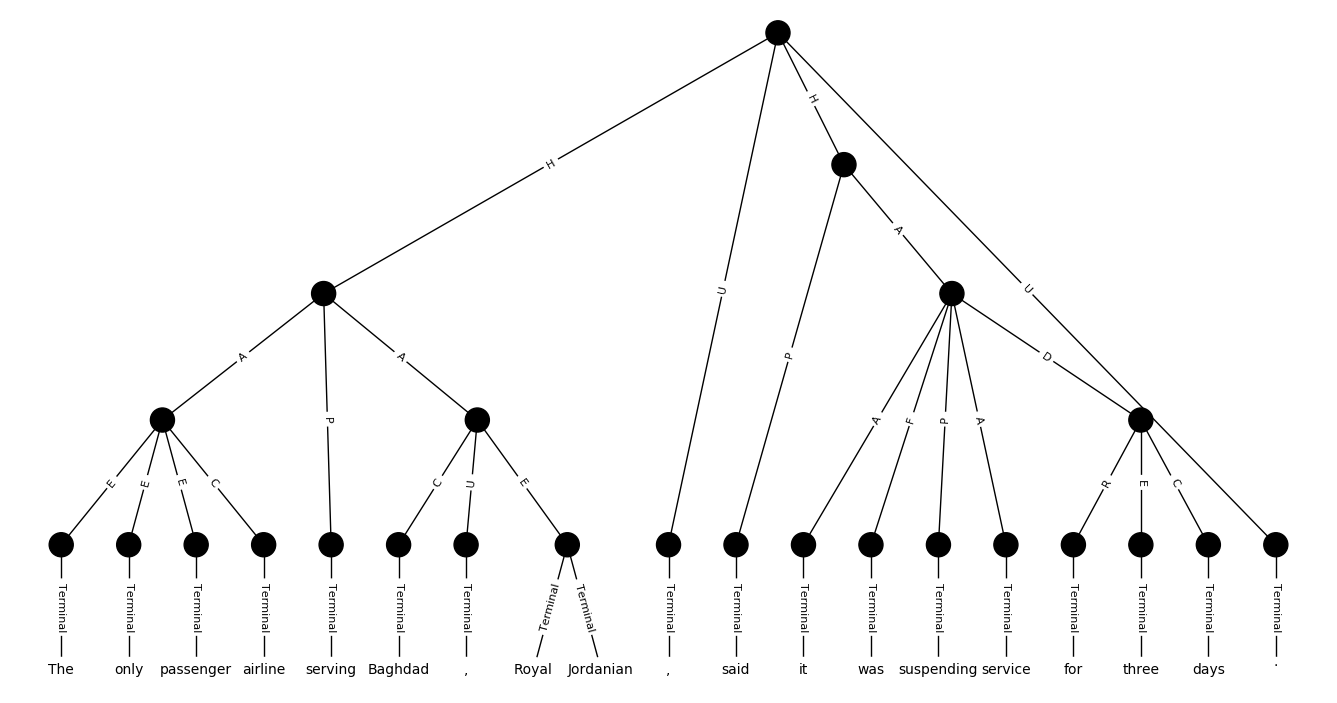 H
H
A
U
U
A
A
P
D
A
P
A
F
P
A
E
E
E
C
C
U
E
R
E
C
Terminal Terminal Terminal Terminal Terminal Terminal Terminal Terminal Terminal Terminal Terminal Terminal Terminal Terminal Terminal Terminal Terminal Terminal Terminal
The only passenger airline serving Baghdad , Royal Jordanian , said it was suspending service for three days .